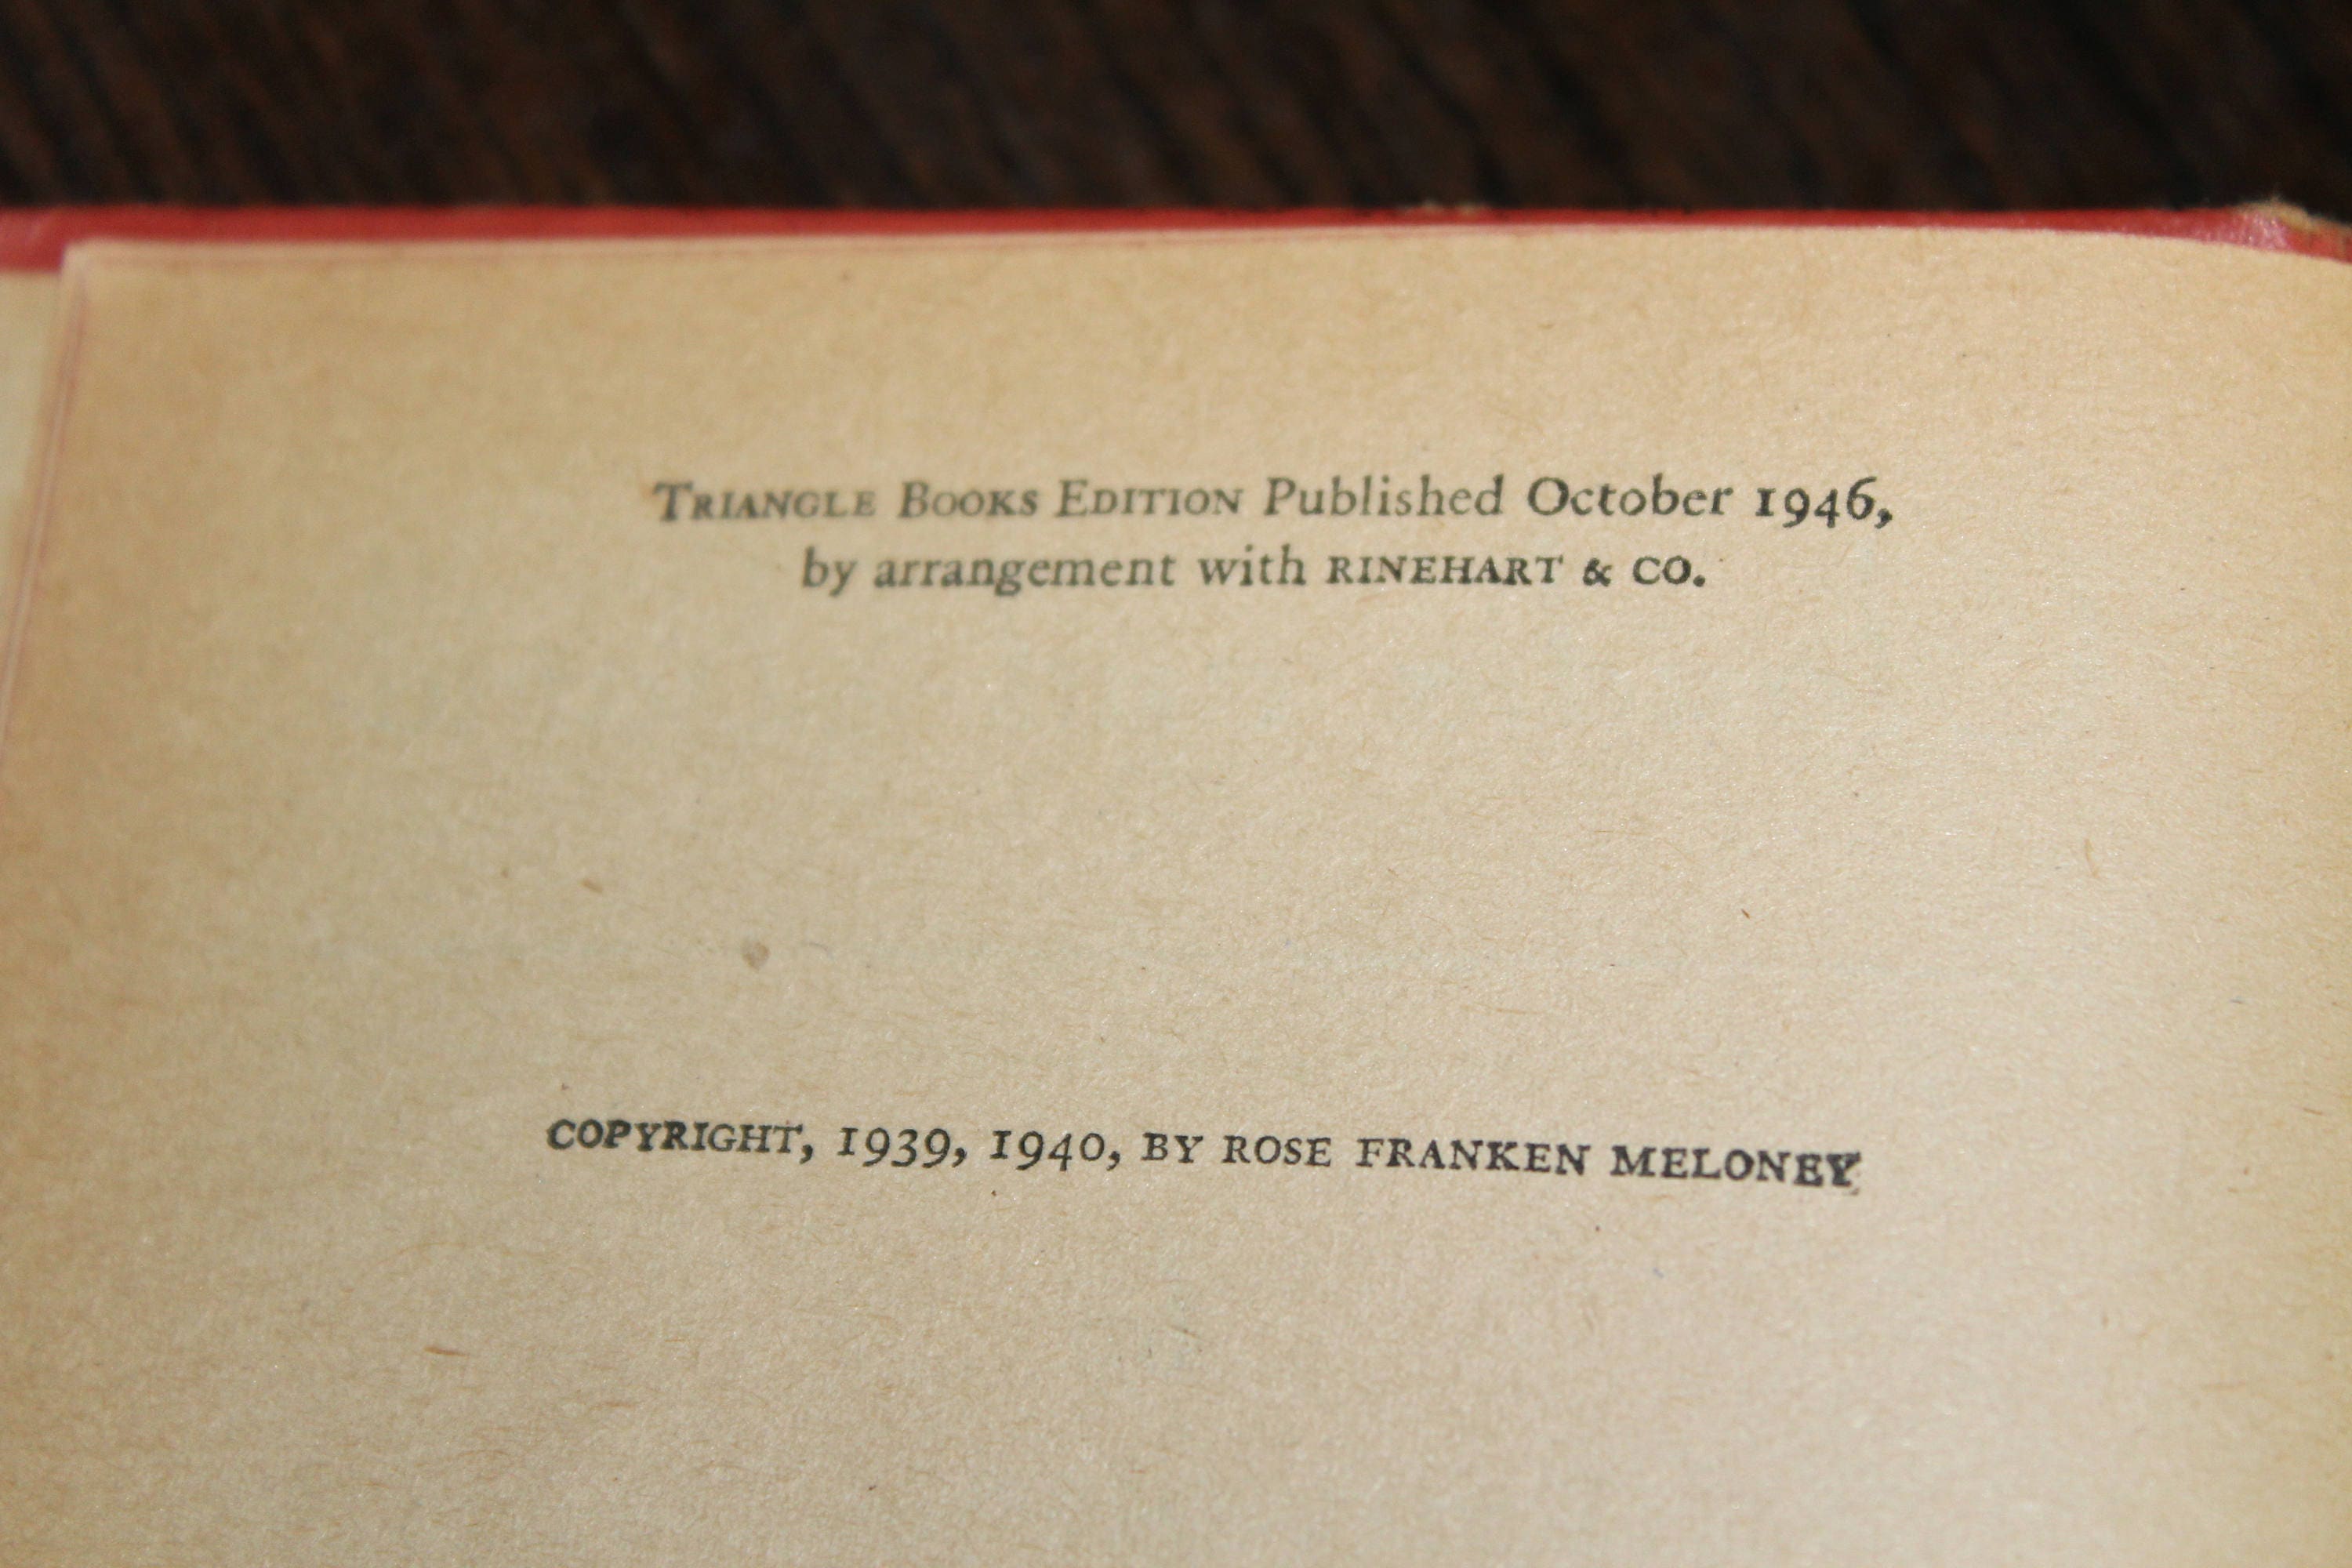 TRIANGLE BOOKS EDITION Published October 1946,
by arrangement with RINEHART & CO.
COPYRIGHT, 1939, 1940, BY ROSE FRANKEN MELONEY